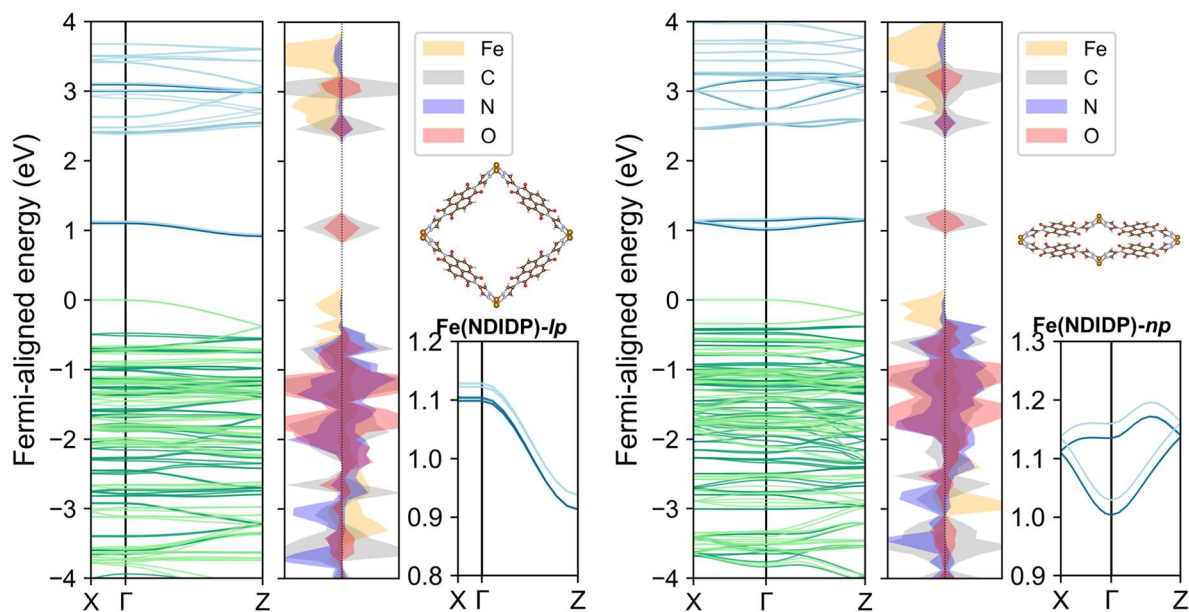 Fermi-aligned energy (eV)
4
3
2
1
0
−1
−2
−3
−4
X Γ Z
Fe
C
N
O
Fe(NDIDP)-lp
1.2
1.1
1.0
0.9
0.8
X Γ Z
Fermi-aligned energy (eV)
4
3
2
1
0
−1
−2
−3
−4
X Γ Z
Fe
C
N
O
Fe(NDIDP)-np
1.3
1.2
1.1
1.0
0.9
X Γ Z